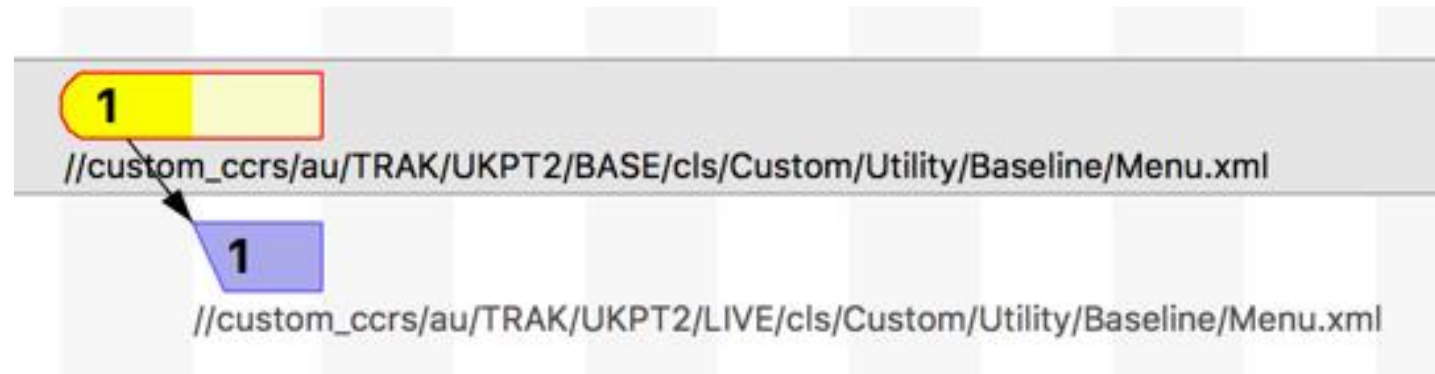 1
//custom_ccrs/au/TRAK/UKPT2/BASE/cls/Custom/Utility/Baseline/Menu.xml
1
//custom_ccrs/au/TRAK/UKPT2/LIVE/cls/Custom/Utility/Baseline/Menu.xml